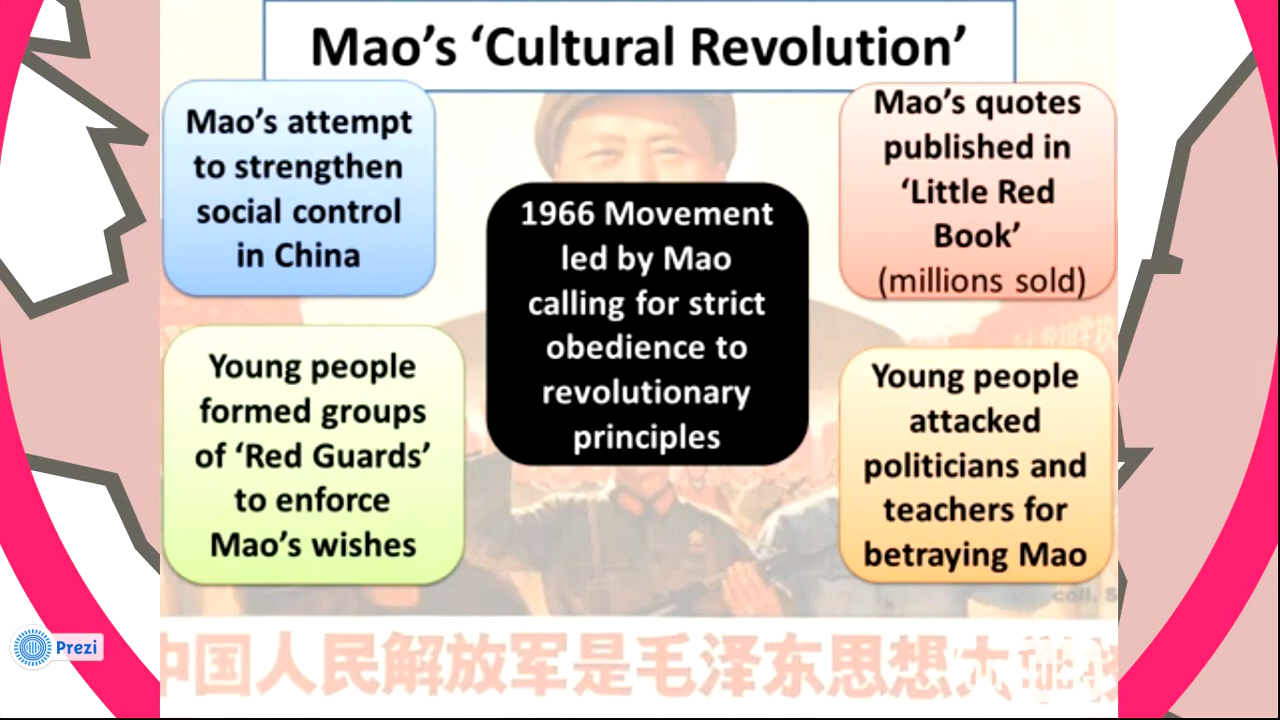 Mao’s ‘Cultural Revolution’
Mao’s attempt
to strengthen
social control
in China
Mao’s quotes
published in
‘Little Red
Book’
(millions sold)
1966 Movement
led by Mao
calling for strict
obedience to
revolutionary
principles
Young people
formed groups
of ‘Red Guards’
to enforce
Mao’s wishes
Young people
attacked
politicians and
teachers for
betraying Mao
coll. S
Prezi
中国人民解放军是毛泽东思想大